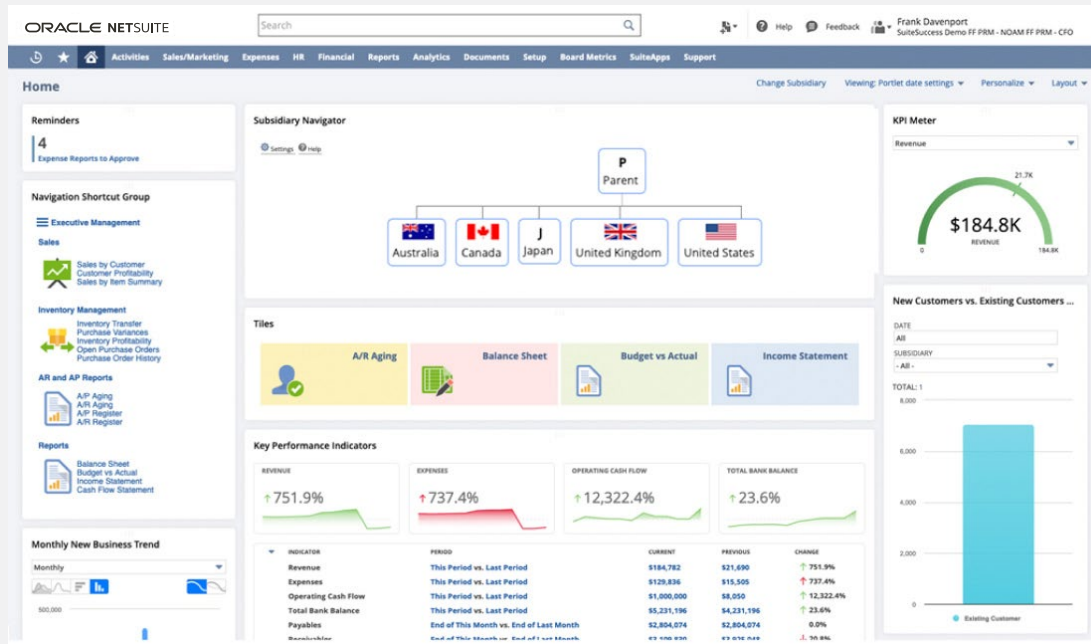 ORACLE NETSUITE
Search
Help
Feedback
Frank Davenport
SuiteSuccess Demo FF PRM - NOAM FF PRM - CFO
Activities Sales/Marketing Expenses HR Financial Reports Analytics Documents Setup Board Metrics SuiteApps Support
Home
Change Subsidiary Viewing: Portlet date settings Personalize Layout
Reminders
4
Expense Reports to Approve
Navigation Shortcut Group
Executive Management
Sales
Sales by Customer
Customer Profitability
Sales by Item Summary
Inventory Management
Inventory Transfer
Purchase Variances
Inventory Profitability
Open Purchase Orders
Purchase Order History
AR and AP Reports
A/P Aging
A/R Aging
A/P Register
A/R Register
Reports
Balance Sheet
Budget vs Actual
Income Statement
Cash Flow Statement
Monthly New Business Trend
Monthly
500,000
Subsidiary Navigator
Settings Help
P
Parent
Australia
Canada
J
Japan
United Kingdom
United States
Tiles
A/R Aging
Balance Sheet
Budget vs Actual
Income Statement
Key Performance Indicators
REVENUE
751.9%
EXPENSES
737.4%
OPERATING CASH FLOW
12,322.4%
TOTAL BANK BALANCE
23.6%
INDICATOR PERIOD CURRENT PREVIOUS CHANGE
Revenue This Period vs. Last Period $184,782 $21,690 751.9%
Expenses This Period vs. Last Period $129,836 $15,505 737.4%
Operating Cash Flow This Period vs. Last Period $1,000,000 $8,050 12,322.4%
Total Bank Balance This Period vs. Last Period $5,231,196 $4,231,196 23.6%
Payables End of This Month vs. End of Last Month $2,804,074 $2,804,074 0.0%
Receivables End of This Month vs. End of Last Month 20.8%
KPI Meter
Revenue
21.7K
$184.8K
REVENUE
0
184.8K
New Customers vs. Existing Customers ...
DATE
All
SUBSIDIARY
- All -
TOTAL: 1
8,000
6,000
4,000
2,000
0
Existing Customer